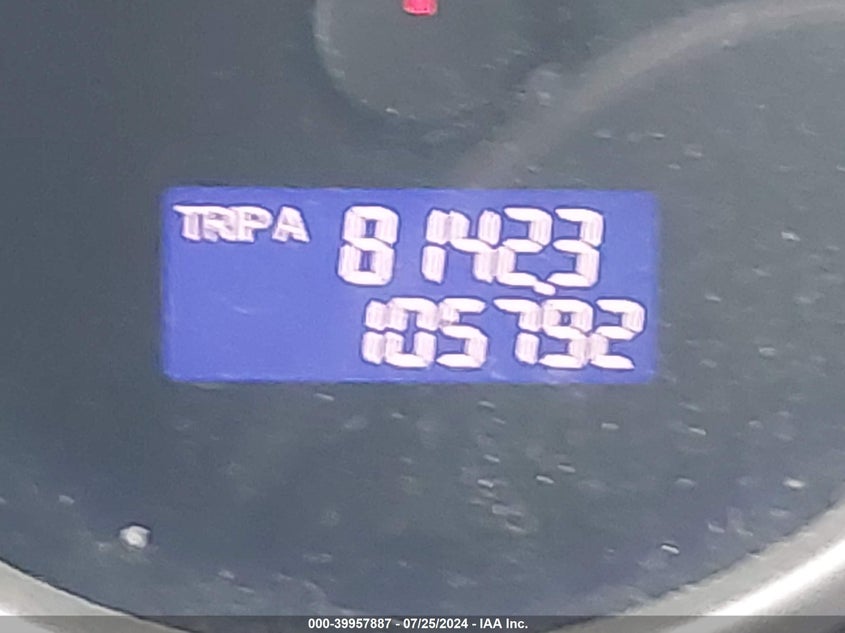 TRIP A 8142.3
105792
000-39957887 - 07/25/2024 - IAA Inc.